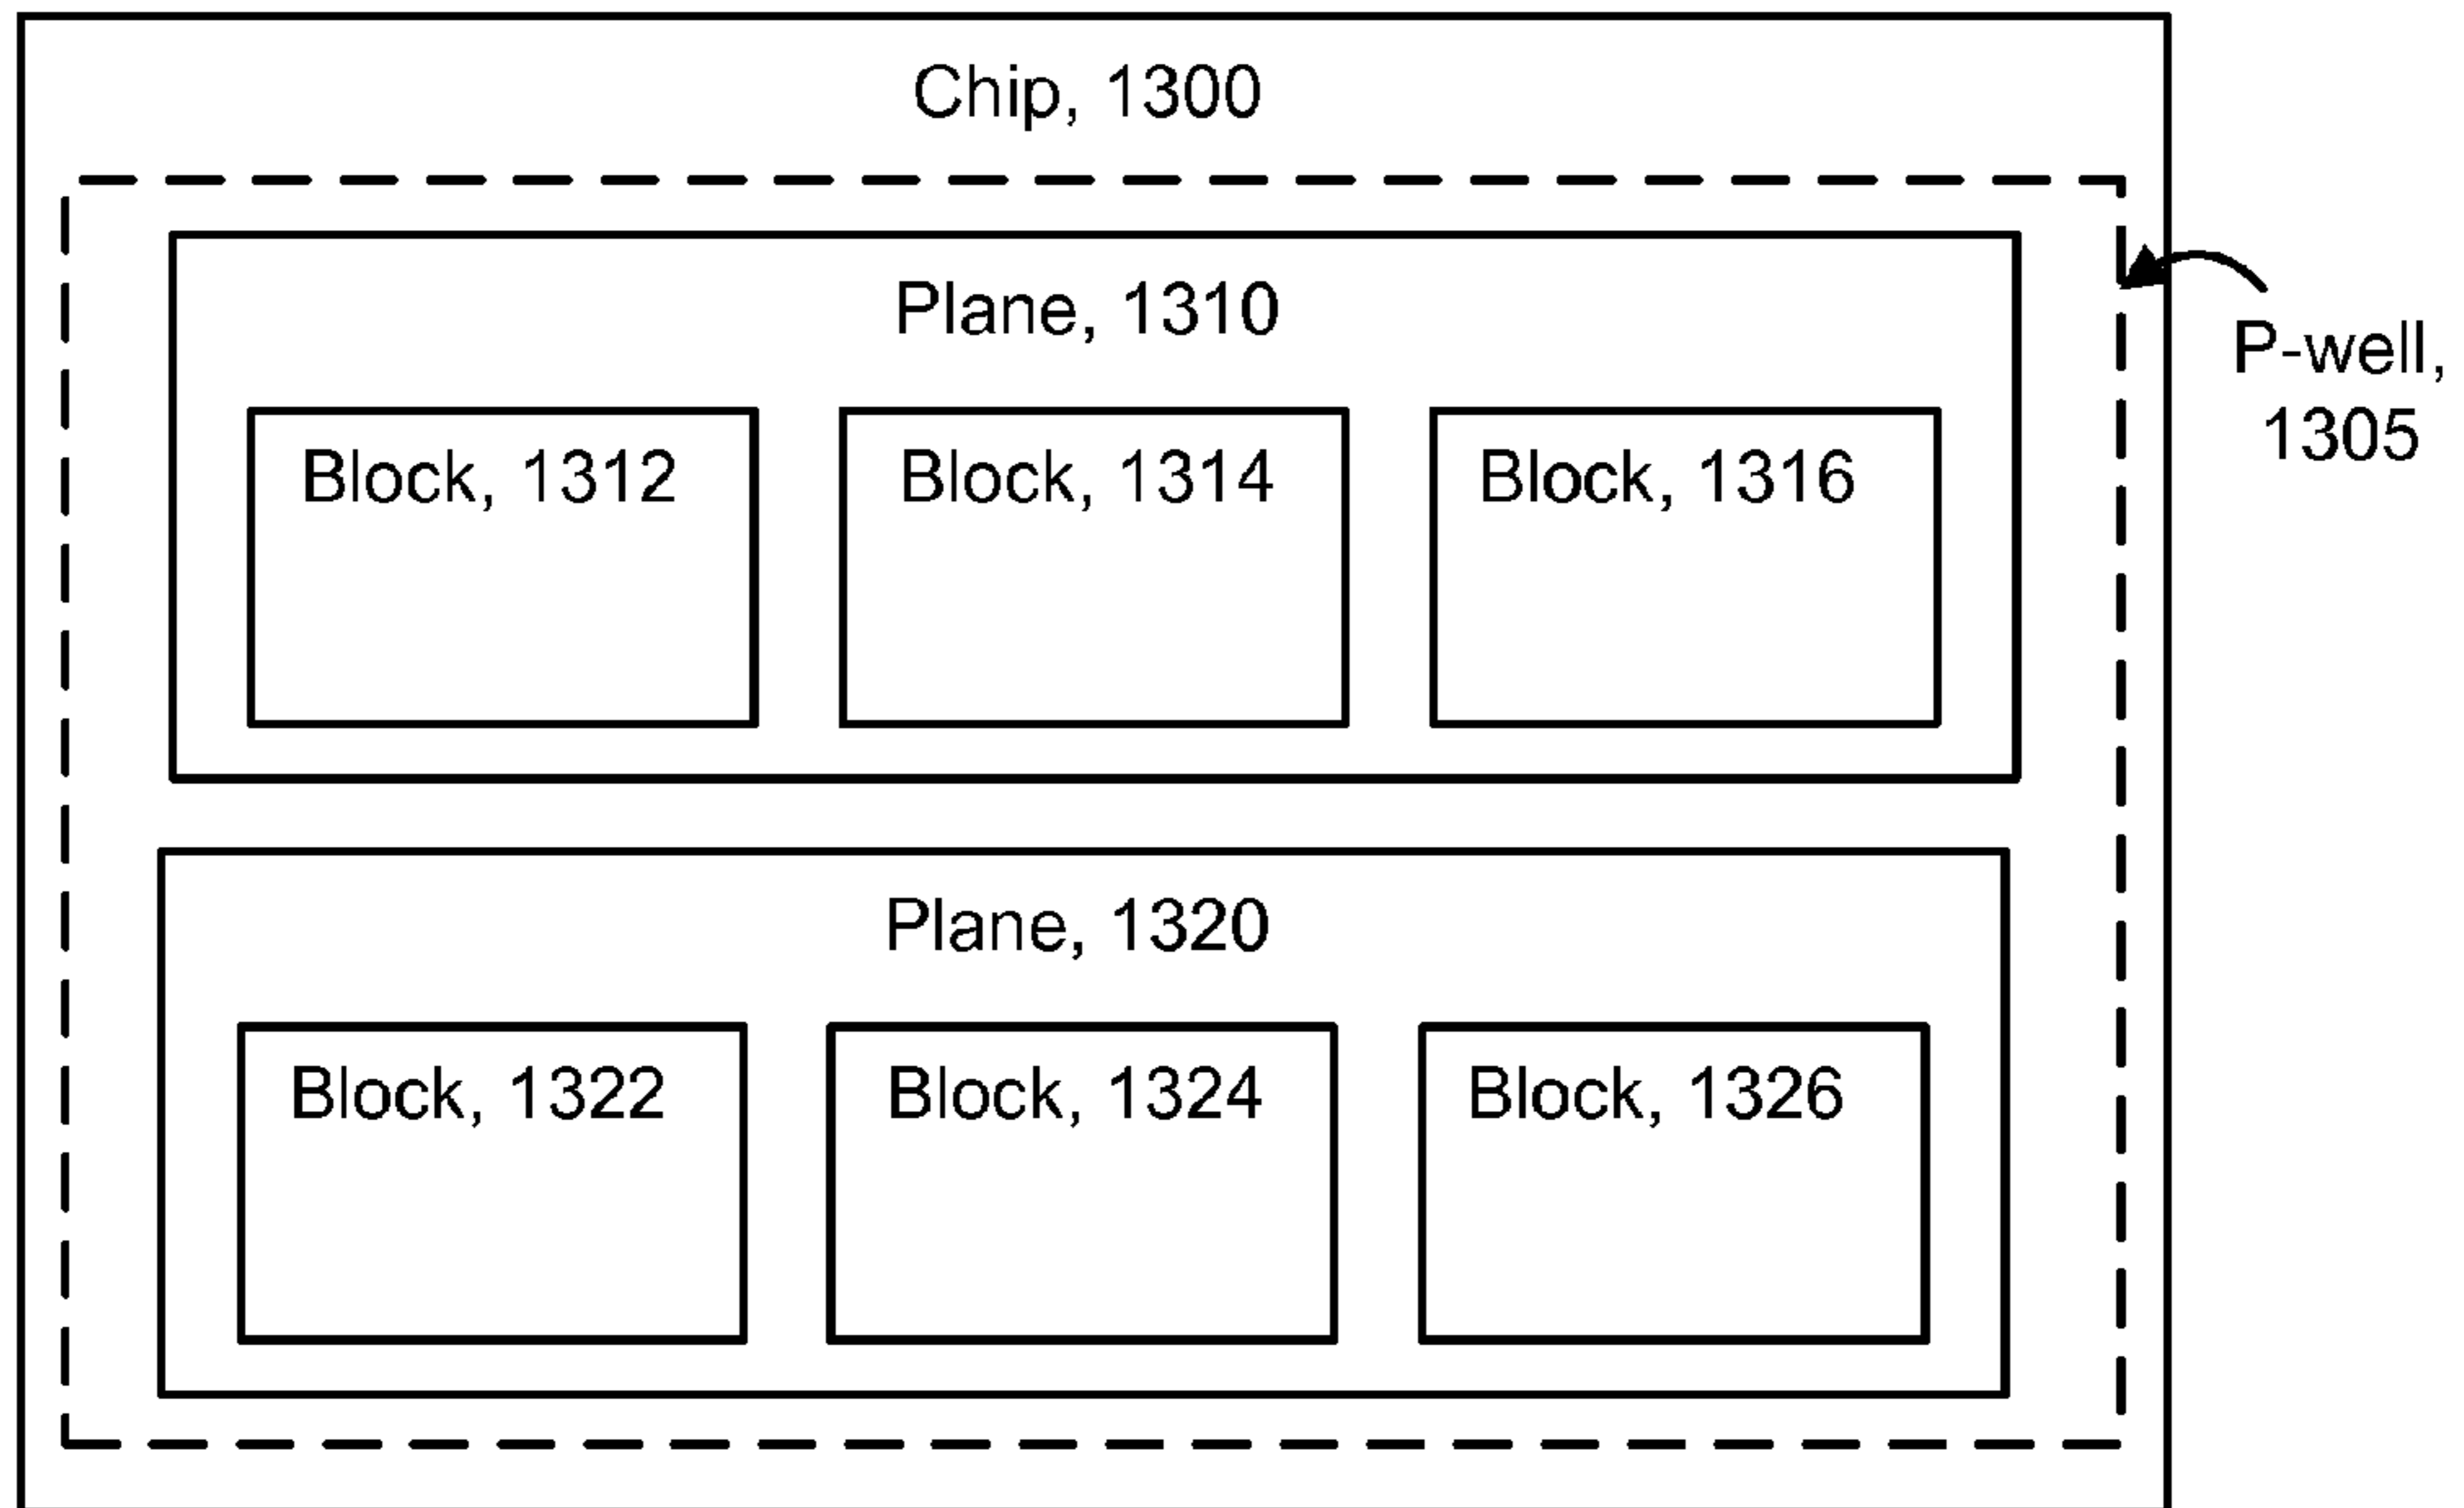 Chip, 1300
Plane, 1310
P-well,
1305
Block, 1312
Block, 1314
Block, 1316
Plane, 1320
Block, 1322
Block, 1324
Block, 1326